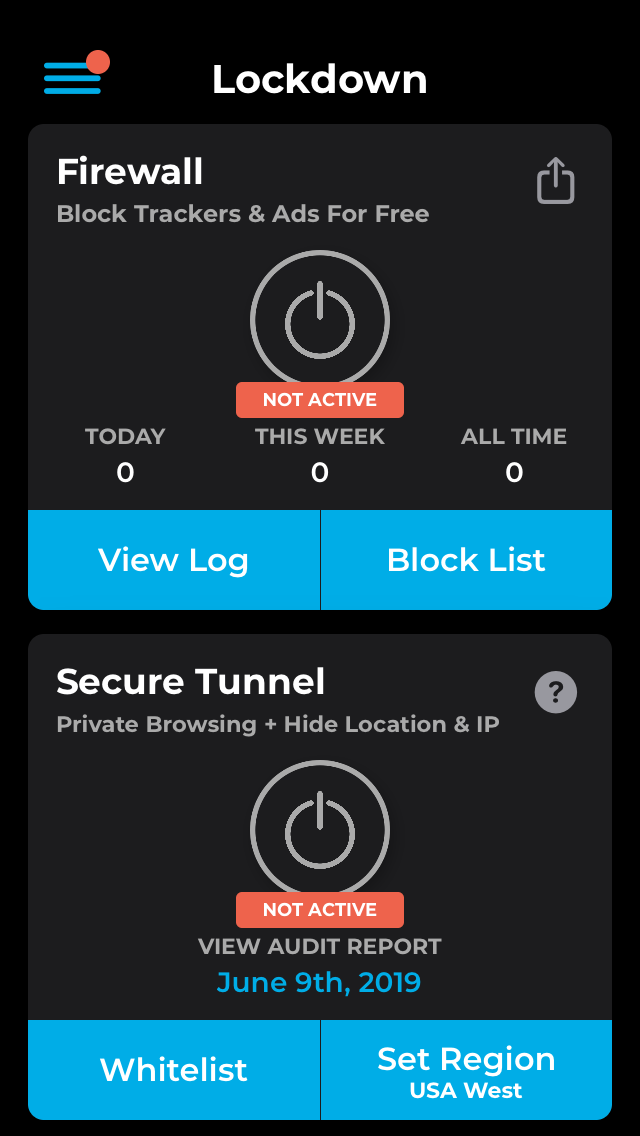 Lockdown
Firewall
Block Trackers & Ads For Free
NOT ACTIVE
TODAY THIS WEEK ALL TIME
0 0 0
View Log Block List
Secure Tunnel
?
Private Browsing + Hide Location & IP
NOT ACTIVE
VIEW AUDIT REPORT
June 9th, 2019
Whitelist Set Region
USA West